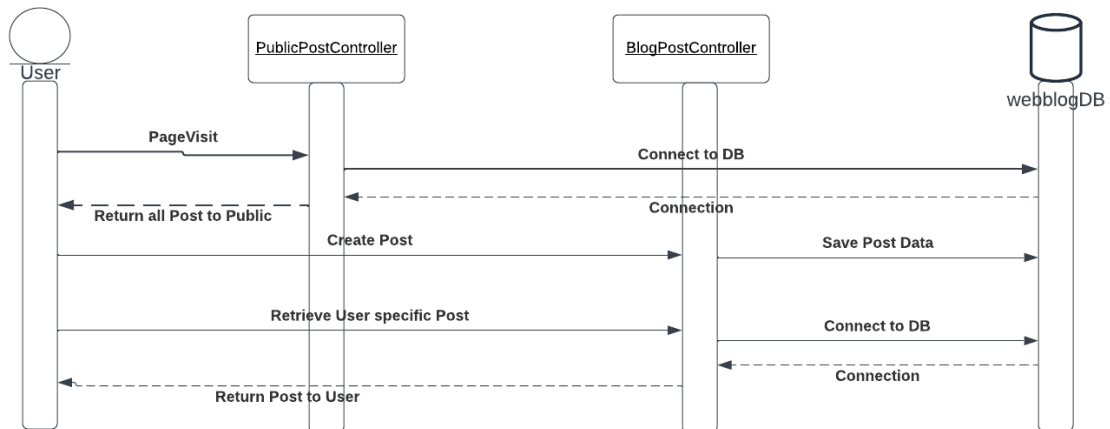 User
PublicPostController
BlogPostController
webblogDB
PageVisit
Connect to DB
Connection
Return all Post to Public
Create Post
Save Post Data
Retrieve User specific Post
Connect to DB
Connection
Return Post to User